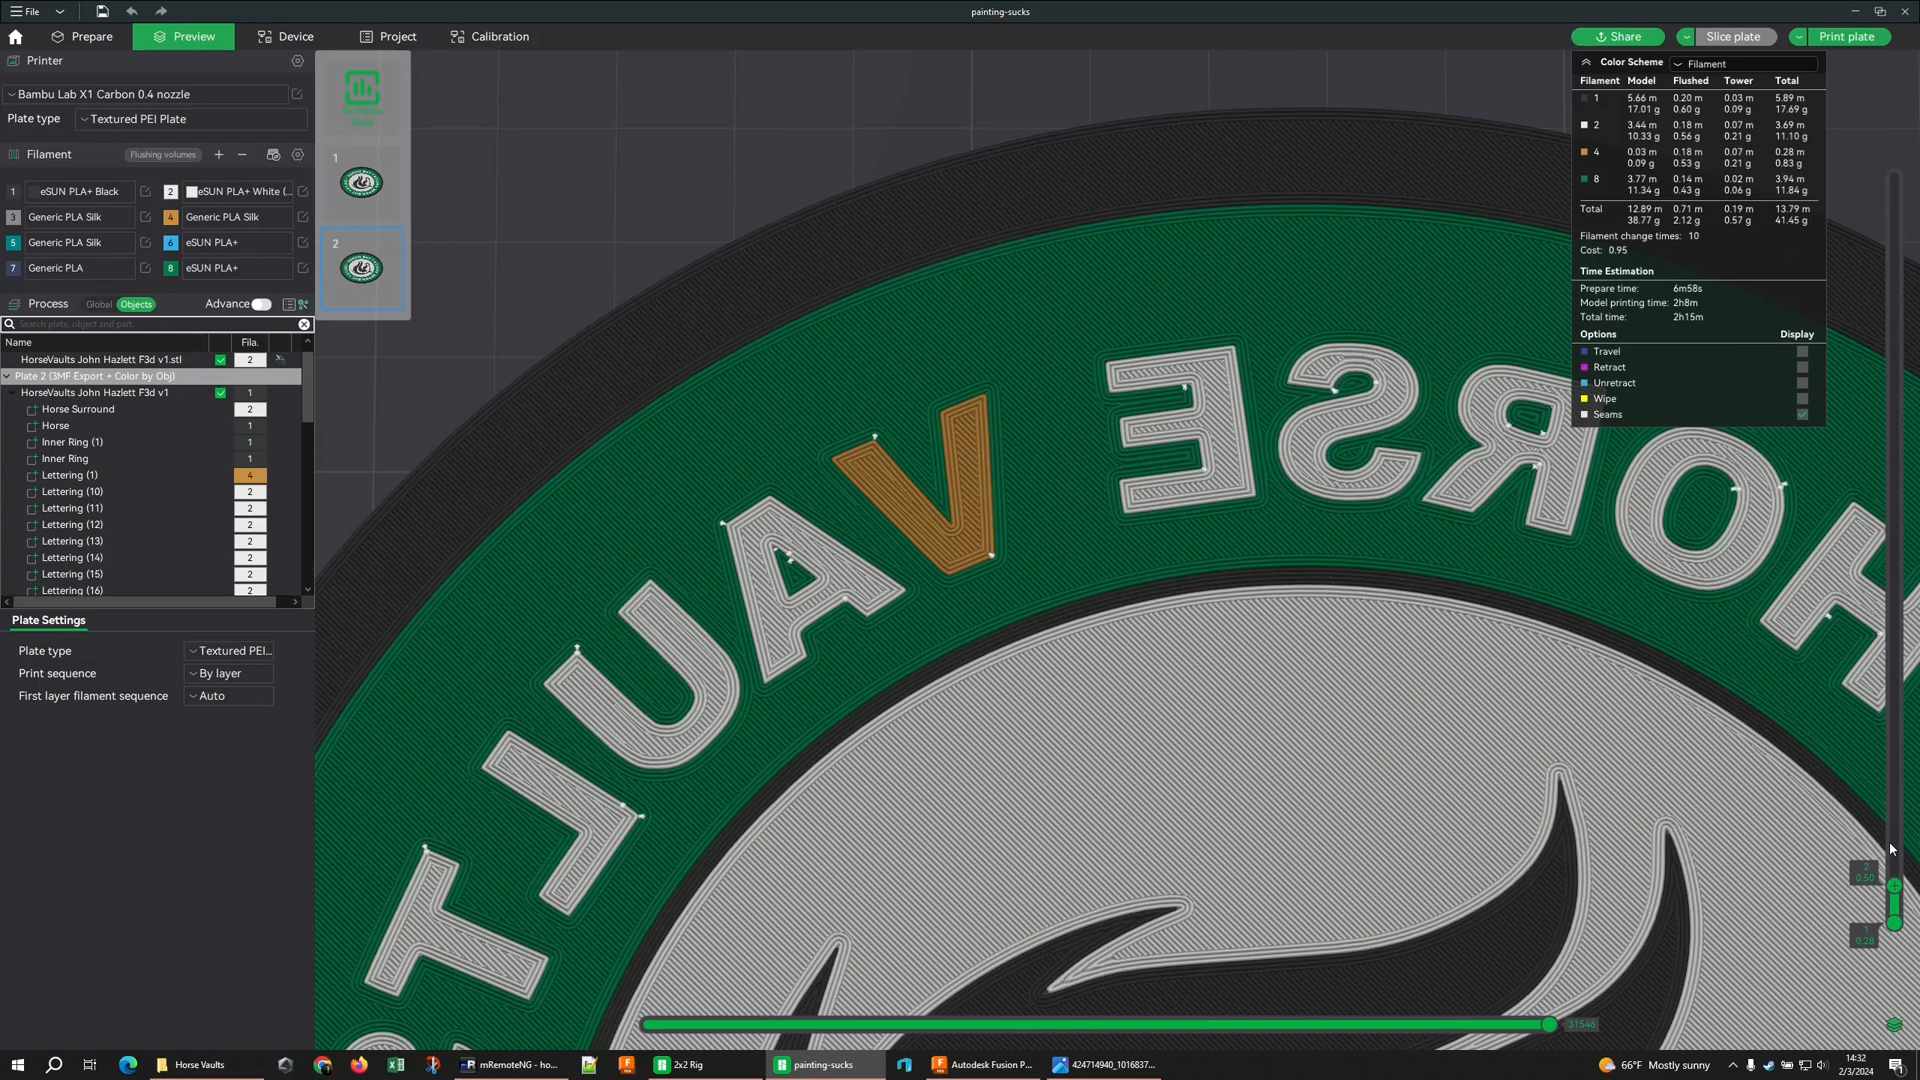 File
painting-sucks
Prepare
Preview
Device
Project
Calibration
Share
Slice plate
Print plate
Printer
Bambu Lab X1 Carbon 0.4 nozzle
Plate type
Textured PEI Plate
Filament
Flushing volumes
1 eSUN PLA+ Black
2 eSUN PLA+ White (...
3 Generic PLA Silk
4 Generic PLA Silk
5 Generic PLA Silk
6 eSUN PLA+
7 Generic PLA
8 eSUN PLA+
Process
Global
Objects
Advance
Search plate, object and part.
Name
Fila.
HorseVaults John Hazlett F3d v1.stl 2
Plate 2 (3MF Export + Color by Obj)
HorseVaults John Hazlett F3d v1 1
Horse Surround 2
Horse 1
Inner Ring (1) 1
Inner Ring 1
Lettering (1) 4
Lettering (10) 2
Lettering (11) 2
Lettering (12) 2
Lettering (13) 2
Lettering (14) 2
Lettering (15) 2
Lettering (16) 2
Plate Settings
Plate type
Textured PEI...
Print sequence
By layer
First layer filament sequence
Auto
1
2
HORSE VAULT
Color Scheme
Filament
Filament Model Flushed Tower Total
1 5.66 m 0.20 m 0.03 m 5.89 m
17.01 g 0.60 g 0.09 g 17.69 g
2 3.44 m 0.18 m 0.07 m 3.69 m
10.33 g 0.56 g 0.21 g 11.10 g
4 0.03 m 0.18 m 0.07 m 0.28 m
0.09 g 0.53 g 0.21 g 0.83 g
8 3.77 m 0.14 m 0.02 m 3.94 m
11.34 g 0.43 g 0.06 g 11.84 g
Total 12.89 m 0.71 m 0.19 m 13.79 m
38.77 g 2.12 g 0.57 g 41.45 g
Filament change times: 10
Cost: 0.95
Time Estimation
Prepare time: 6m58s
Model printing time: 2h8m
Total time: 2h15m
Options Display
Travel
Retract
Unretract
Wipe
Seams
2
0.50
1
0.28
31546
Horse Vaults
mRemoteNG - ho...
2x2 Rig
painting-sucks
Autodesk Fusion P...
424714940_1016837...
66°F Mostly sunny
14:32
2/3/2024